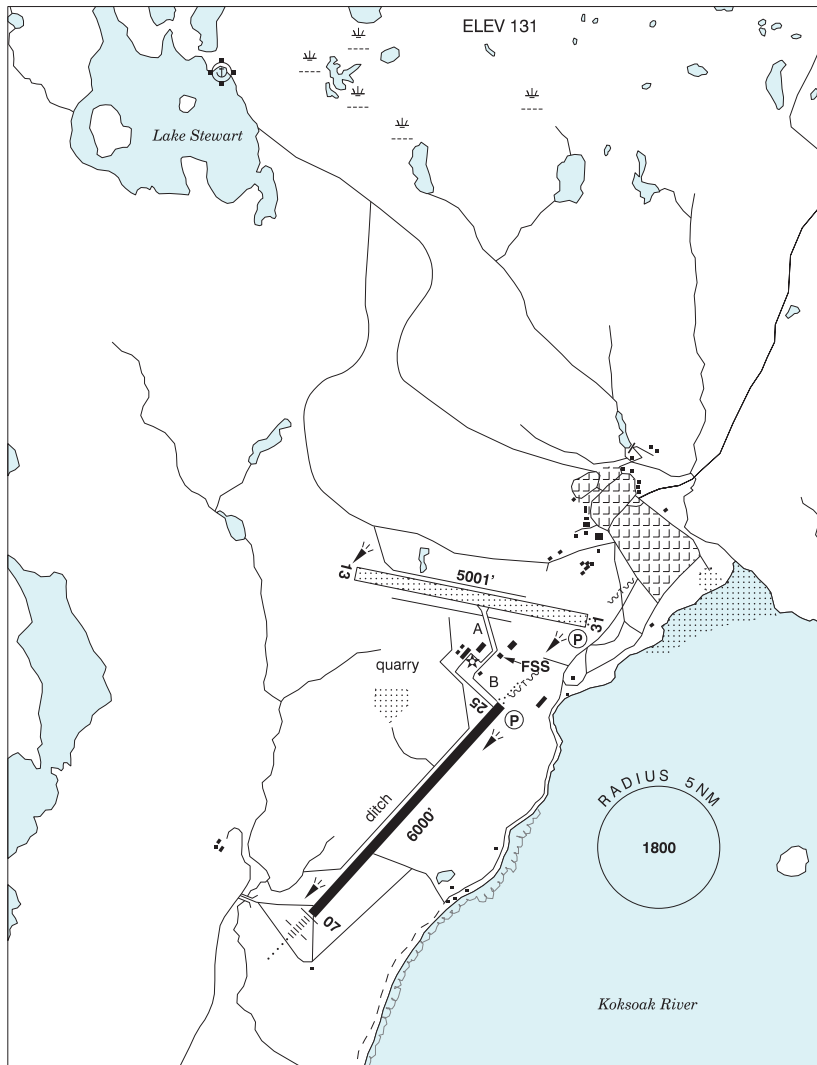 ELEV 131
Lake Stewart
13
5001'
31
P
A
FSS
quarry
B
25
P
ditch
6000'
07
RADIUS 5NM
1800
Koksoak River